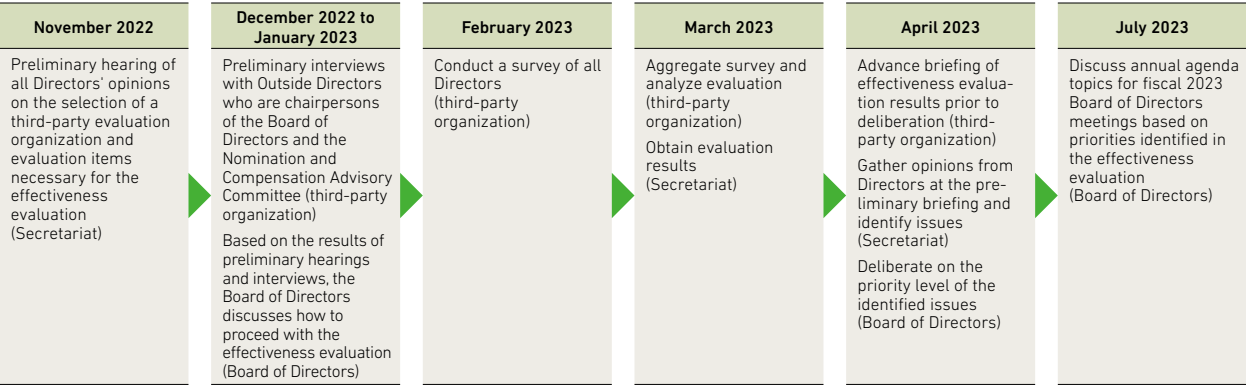 November 2022
Preliminary hearing of
all Directors' opinions
on the selection of a
third-party evaluation
organization and
evaluation items
necessary for the
effectiveness
evaluation
(Secretariat)
December 2022 to
January 2023
Preliminary interviews
with Outside Directors
who are chairpersons
of the Board of
Directors and the
Nomination and
Compensation Advisory
Committee (third-party
organization)
Based on the results of
preliminary hearings
and interviews, the
Board of Directors
discusses how to
proceed with the
effectiveness evaluation
(Board of Directors)
February 2023
Conduct a survey of all
Directors
(third-party
organization)
March 2023
Aggregate survey and
analyze evaluation
(third-party
organization)
Obtain evaluation
results
(Secretariat)
April 2023
Advance briefing of
effectiveness evalua-
tion results prior to
deliberation (third-
party organization)
Gather opinions from
Directors at the pre-
liminary briefing and
identify issues
(Secretariat)
Deliberate on the
priority level of the
identified issues
(Board of Directors)
July 2023
Discuss annual agenda
topics for fiscal 2023
Board of Directors
meetings based on
priorities identified in
the effectiveness
evaluation
(Board of Directors)